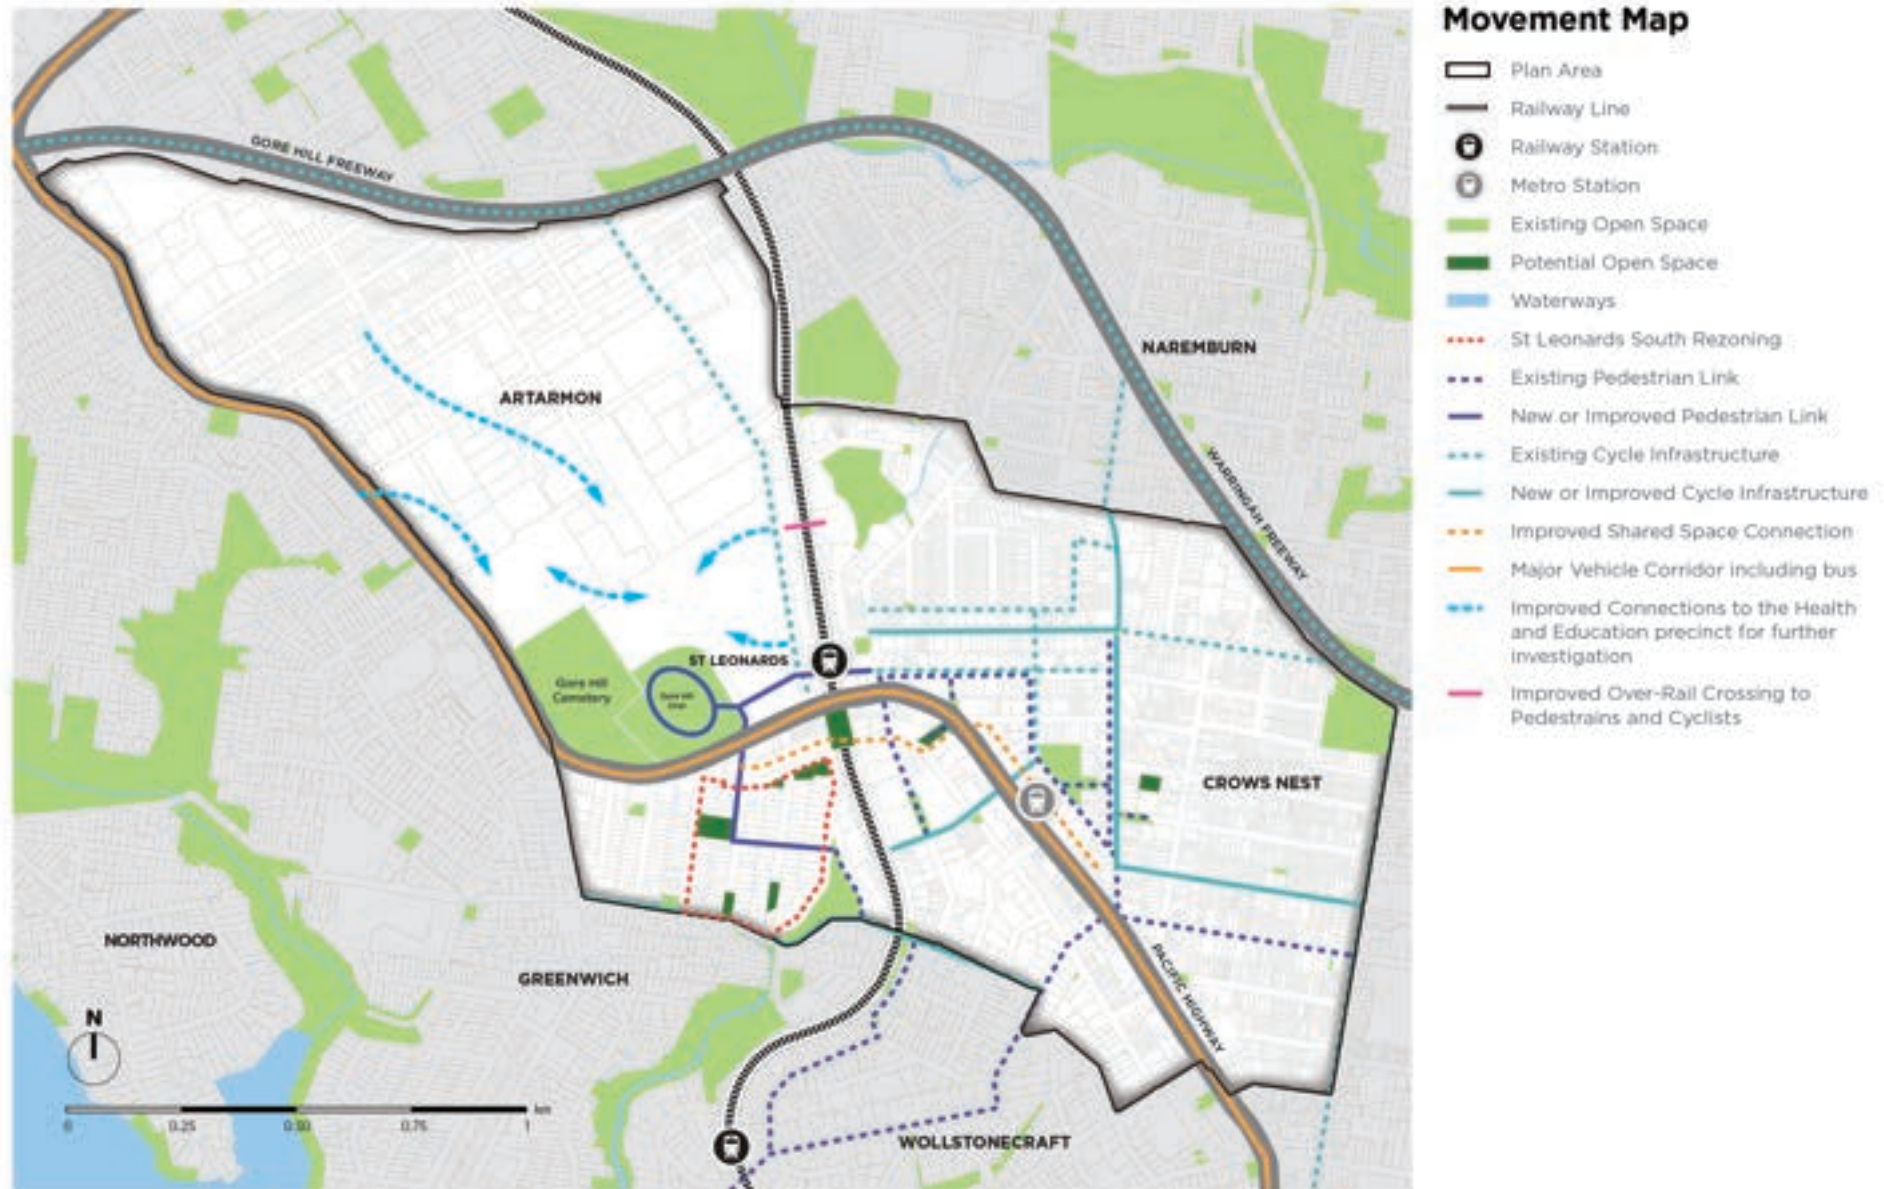 Movement Map
Plan Area
Railway Line
Railway Station
Metro Station
Existing Open Space
Potential Open Space
Waterways
St Leonards South Rezoning
Existing Pedestrian Link
New or Improved Pedestrian Link
Existing Cycle Infrastructure
New or Improved Cycle Infrastructure
Improved Shared Space Connection
Major Vehicle Corridor including bus
Improved Connections to the Health
and Education precinct for further
investigation
Improved Over-Rail Crossing to
Pedestrains and Cyclists
GORE HILL FREEWAY
NAREMBURN
ARTARMON
WARRINGAH FREEWAY
ST LEONARDS
Gore Hill
Cemetery
Gore Hill
Oval
CROWS NEST
NORTHWOOD
GREENWICH
PACIFIC HIGHWAY
N
km
0 0.25 0.50 0.75 1
WOLLSTONECRAFT